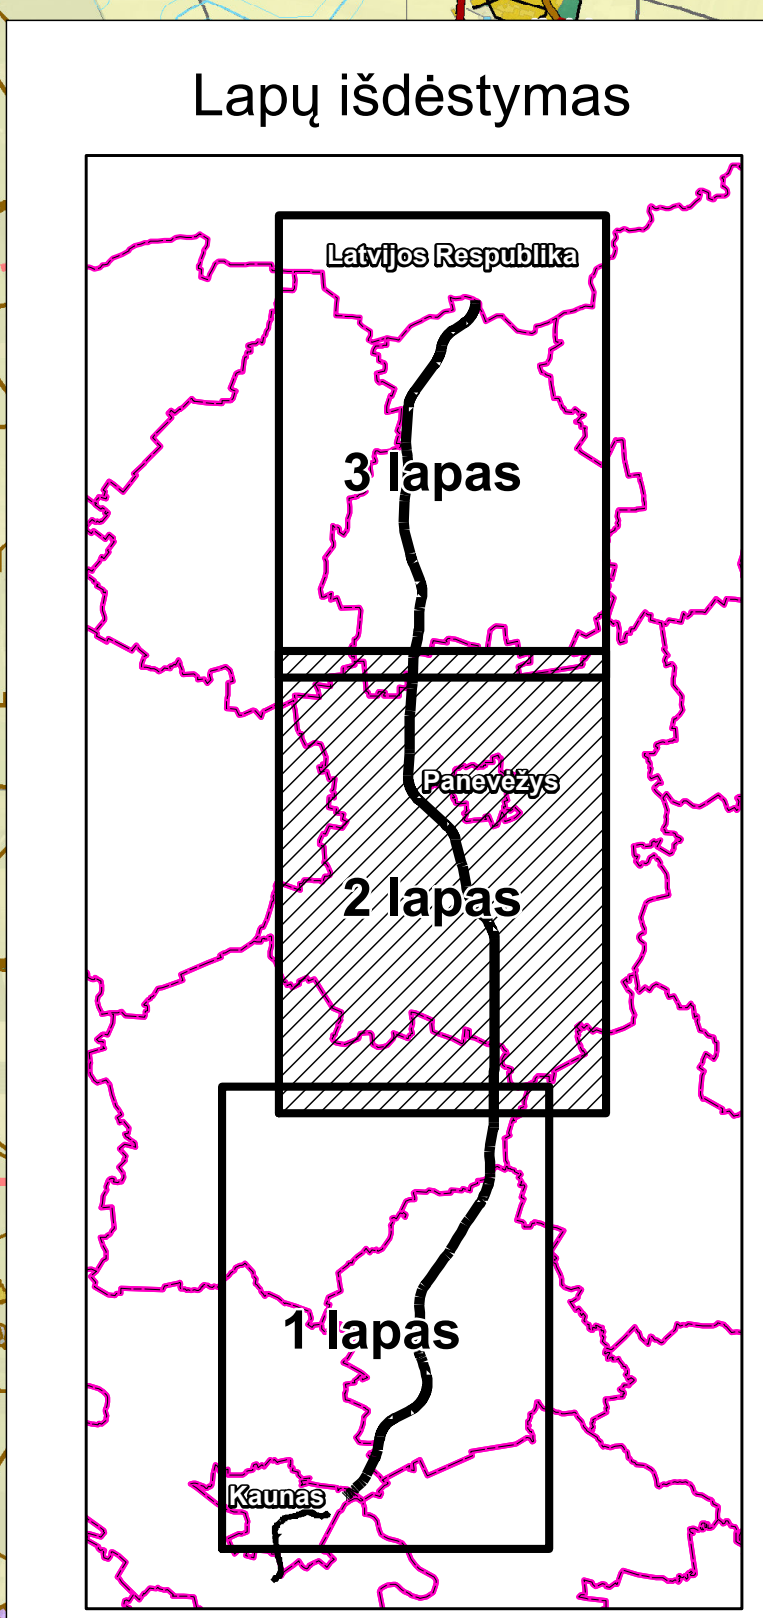 Lapų išdėstymas
Latvijos Respublika
3 lapas
Panevėžys
2 lapas
1 lapas
Kaunas